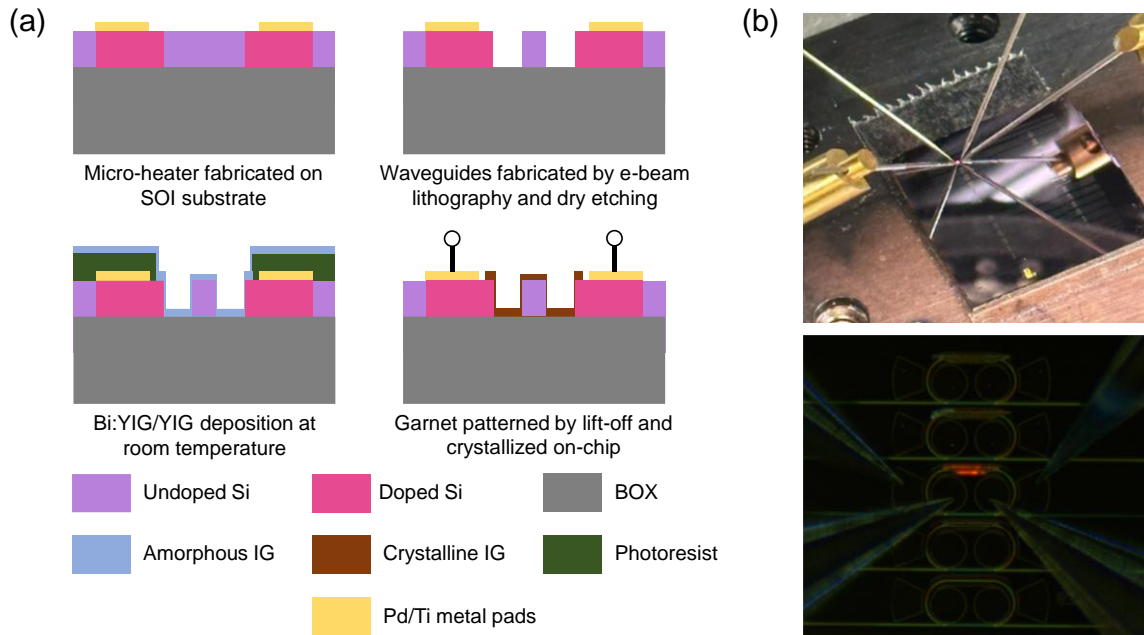 (a)
(b)
Micro-heater fabricated on
SOI substrate
Waveguides fabricated by e-beam
lithography and dry etching
Bi:YIG/YIG deposition at
room temperature
Garnet patterned by lift-off and
crystallized on-chip
Undoped Si
Doped Si
BOX
Amorphous IG
Crystalline IG
Photoresist
Pd/Ti metal pads